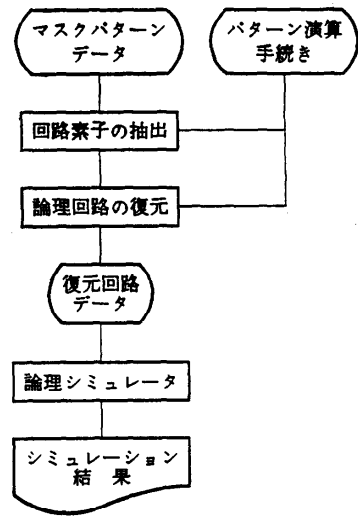 マスクパターン
データ
パターン演算
手続き
回路素子の抽出
論理回路の復元
復元回路
データ
論理シミュレータ
シミュレーション
結果